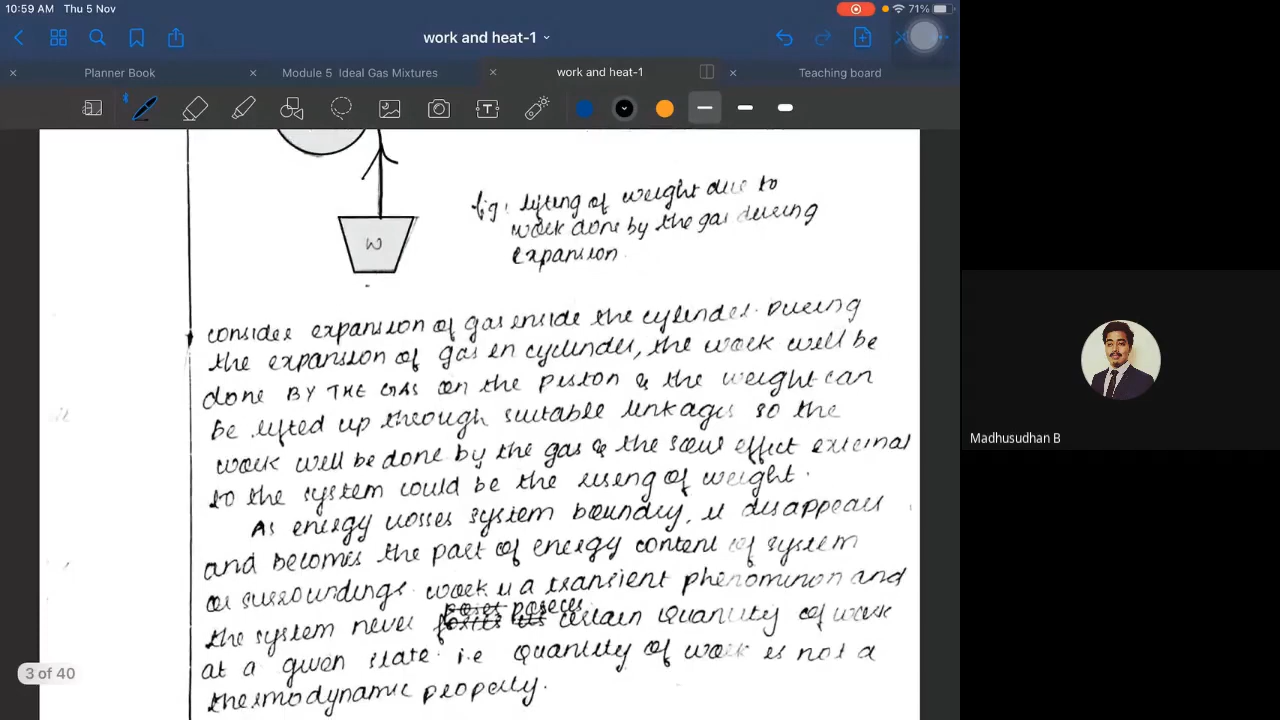 10:59 AM Thu 5 Nov
71%
work and heat-1
Planner Book
Module 5 Ideal Gas Mixtures
work and heat-1
Teaching board
T
W
fig: lifting of weight due to
work done by the gas during
expansion.
consider expansion of gas inside the cylinder. During
the expansion of gas in cylinder, the work will be
done BY THE GAS on the piston & the weight can
be lifted up through suitable linkages so the
work will be done by the gas & the sole effect external
to the system could be the rising of weight.
As energy crosses system boundry, it disappears
and becomes the part of energy content of system
or surroundings. work is a transient phenominon and
the system never certain quantity of work
at a given state. i.e quantity of work is not a
thermodynamic property.
3 of 40
Madhusudhan B